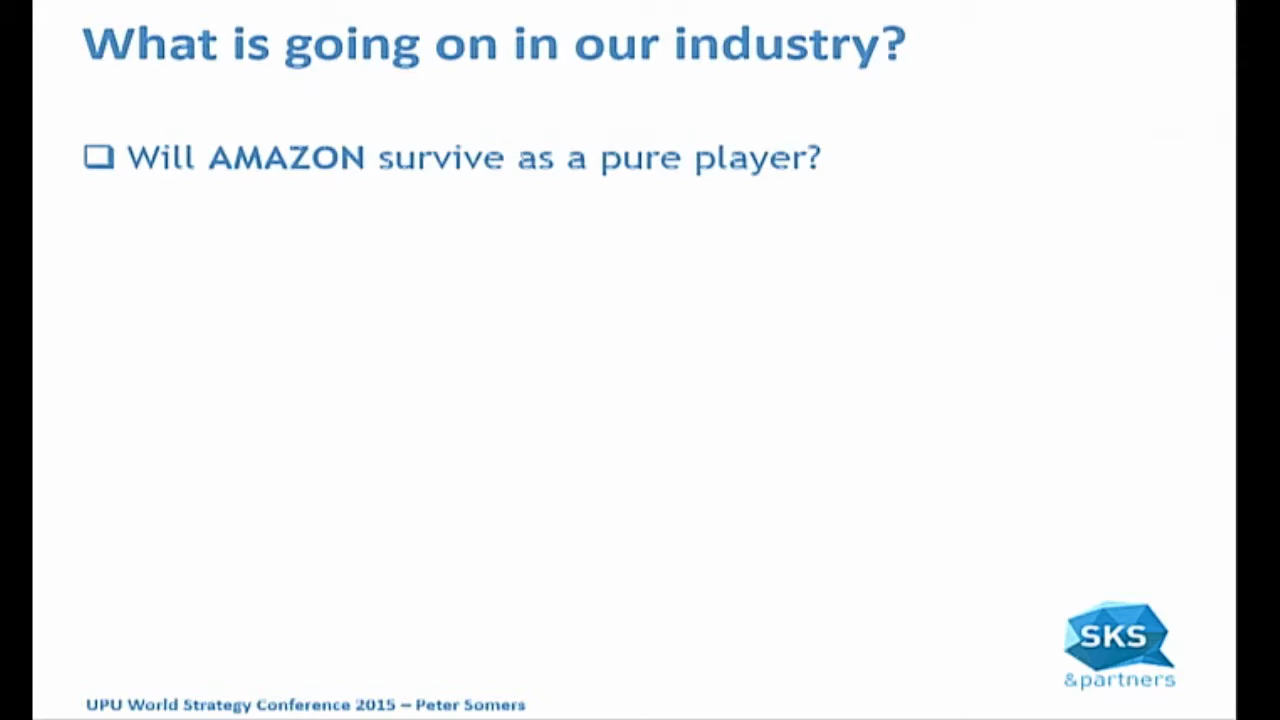 What is going on in our industry?
❑ Will AMAZON survive as a pure player?
SKS
&partners
UPU World Strategy Conference 2015 – Peter Somers